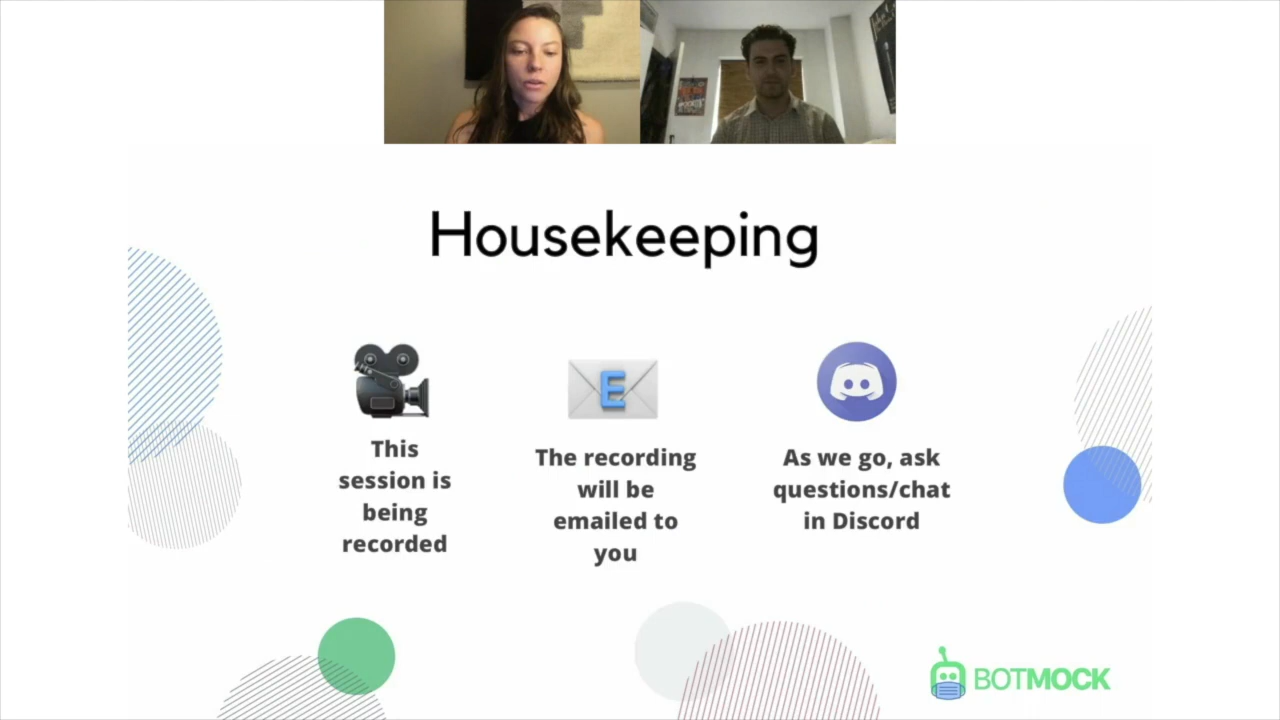 Housekeeping
This
session is
being
recorded
E
The recording
will be
emailed to
you
As we go, ask
questions/chat
in Discord
BOTMOCK